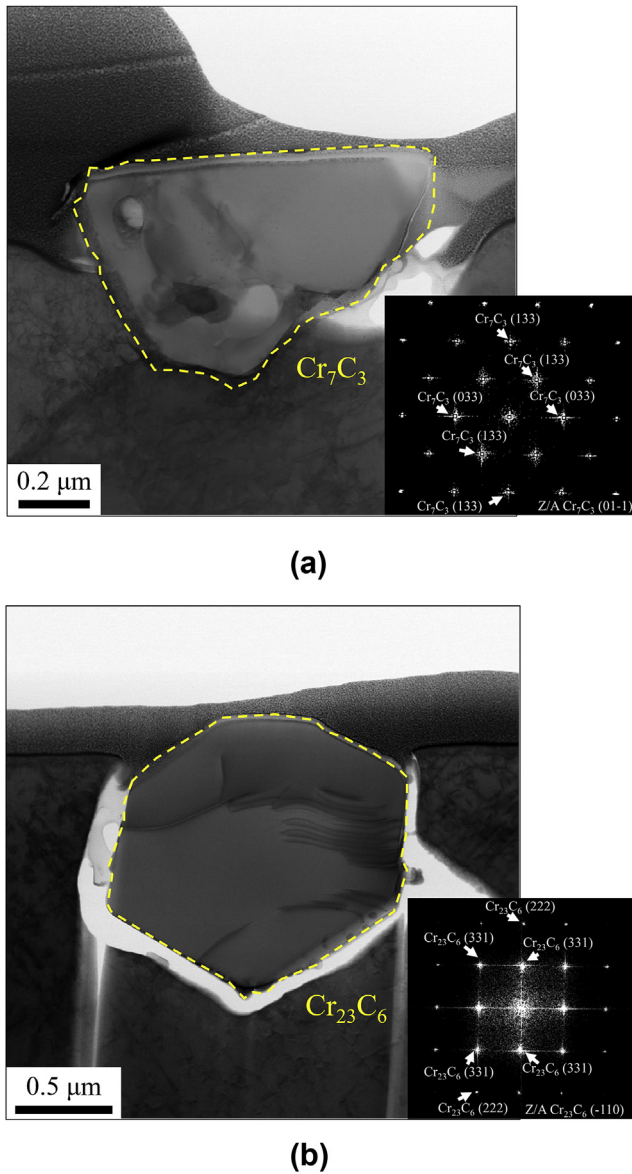 Cr7C3
0.2 μm
Cr7C3 (133)
Cr7C3 (133)
Cr7C3 (033)
Cr7C3 (033)
Cr7C3 (133)
Cr7C3 (133)
Z/A Cr7C3 (01-1)
(a)
Cr23C6
0.5 μm
Cr23C6 (222)
Cr23C6 (331)
Cr23C6 (331)
Cr23C6 (331)
Cr23C6 (331)
Cr23C6 (222)
Z/A Cr23C6 (-110)
(b)